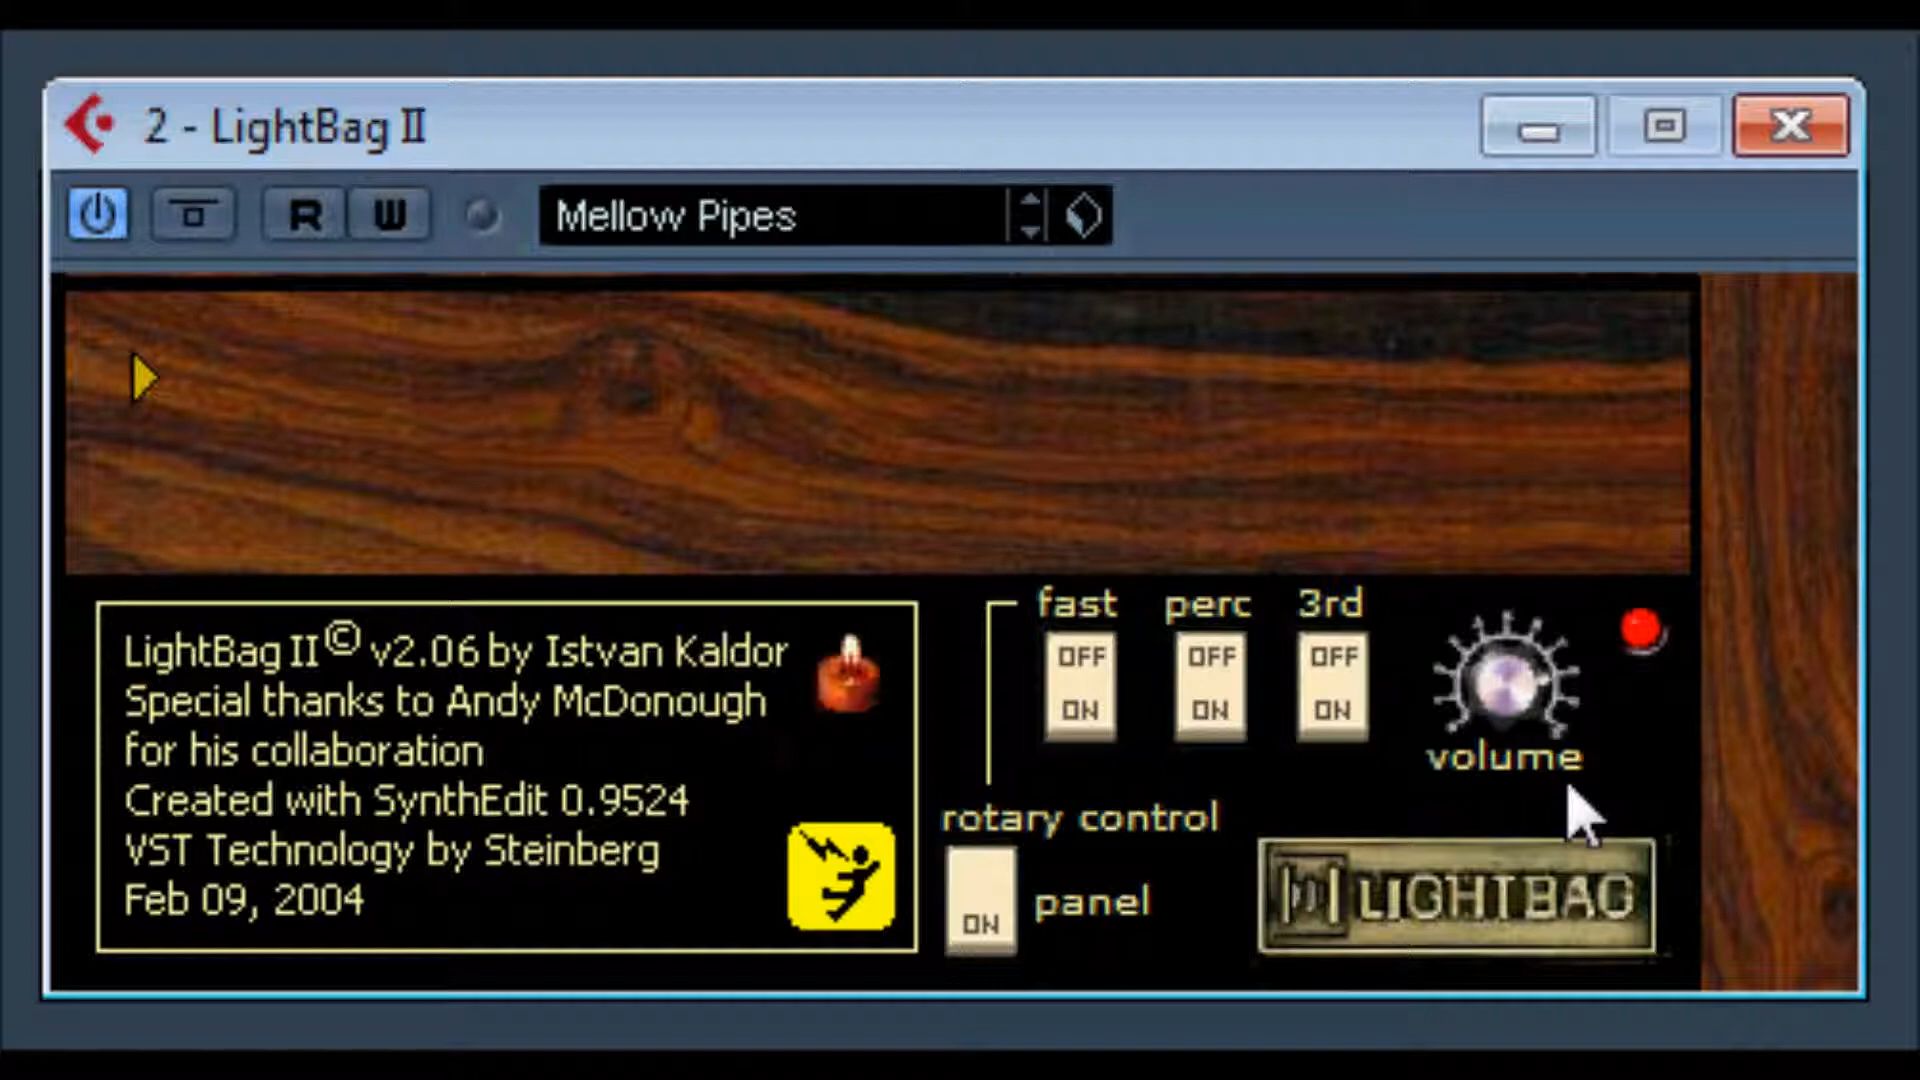 2 - LightBag II
R W Mellow Pipes
LightBag II© v2.06 by Istvan Kaldor
Special thanks to Andy McDonough
for his collaboration
Created with SynthEdit 0.9524
VST Technology by Steinberg
Feb 09, 2004
fast perc 3rd
OFF OFF OFF
ON ON ON
volume
rotary control
ON panel
LIGHTBAG